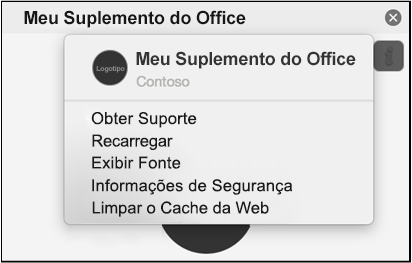 Meu Suplemento do Office
Logotipo
Meu Suplemento do Office
Contoso
Obter Suporte
Recarregar
Exibir Fonte
Informações de Segurança
Limpar o Cache da Web